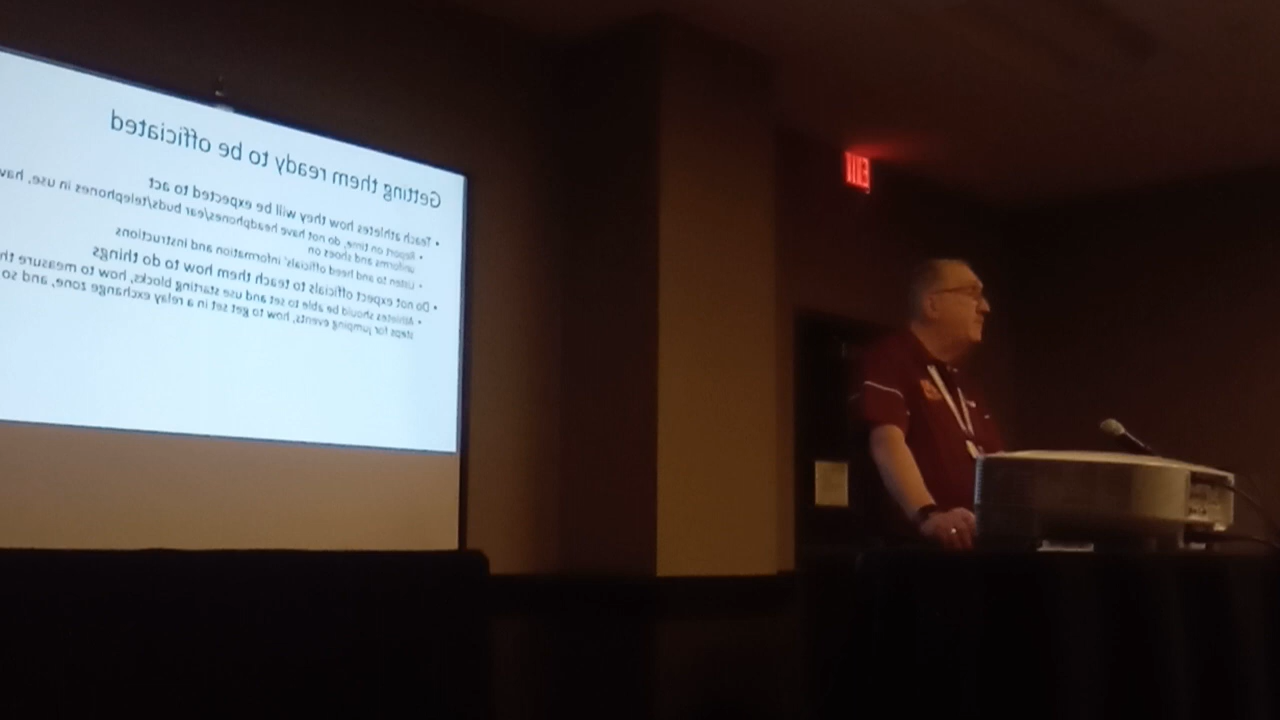 Getting them ready to be officiated
• Teach athletes how they will be expected to act
• Report on time, do not have headphones/ear buds/telephones in use, hav
uniforms and shoes on
• Listen to and heed officials' information and instructions
• Do not expect officials to teach them how to do things
• Athletes should be able to set and use starting blocks, how to measure th
steps for jumping events, how to get set in a relay exchange zone, and so
EXIT